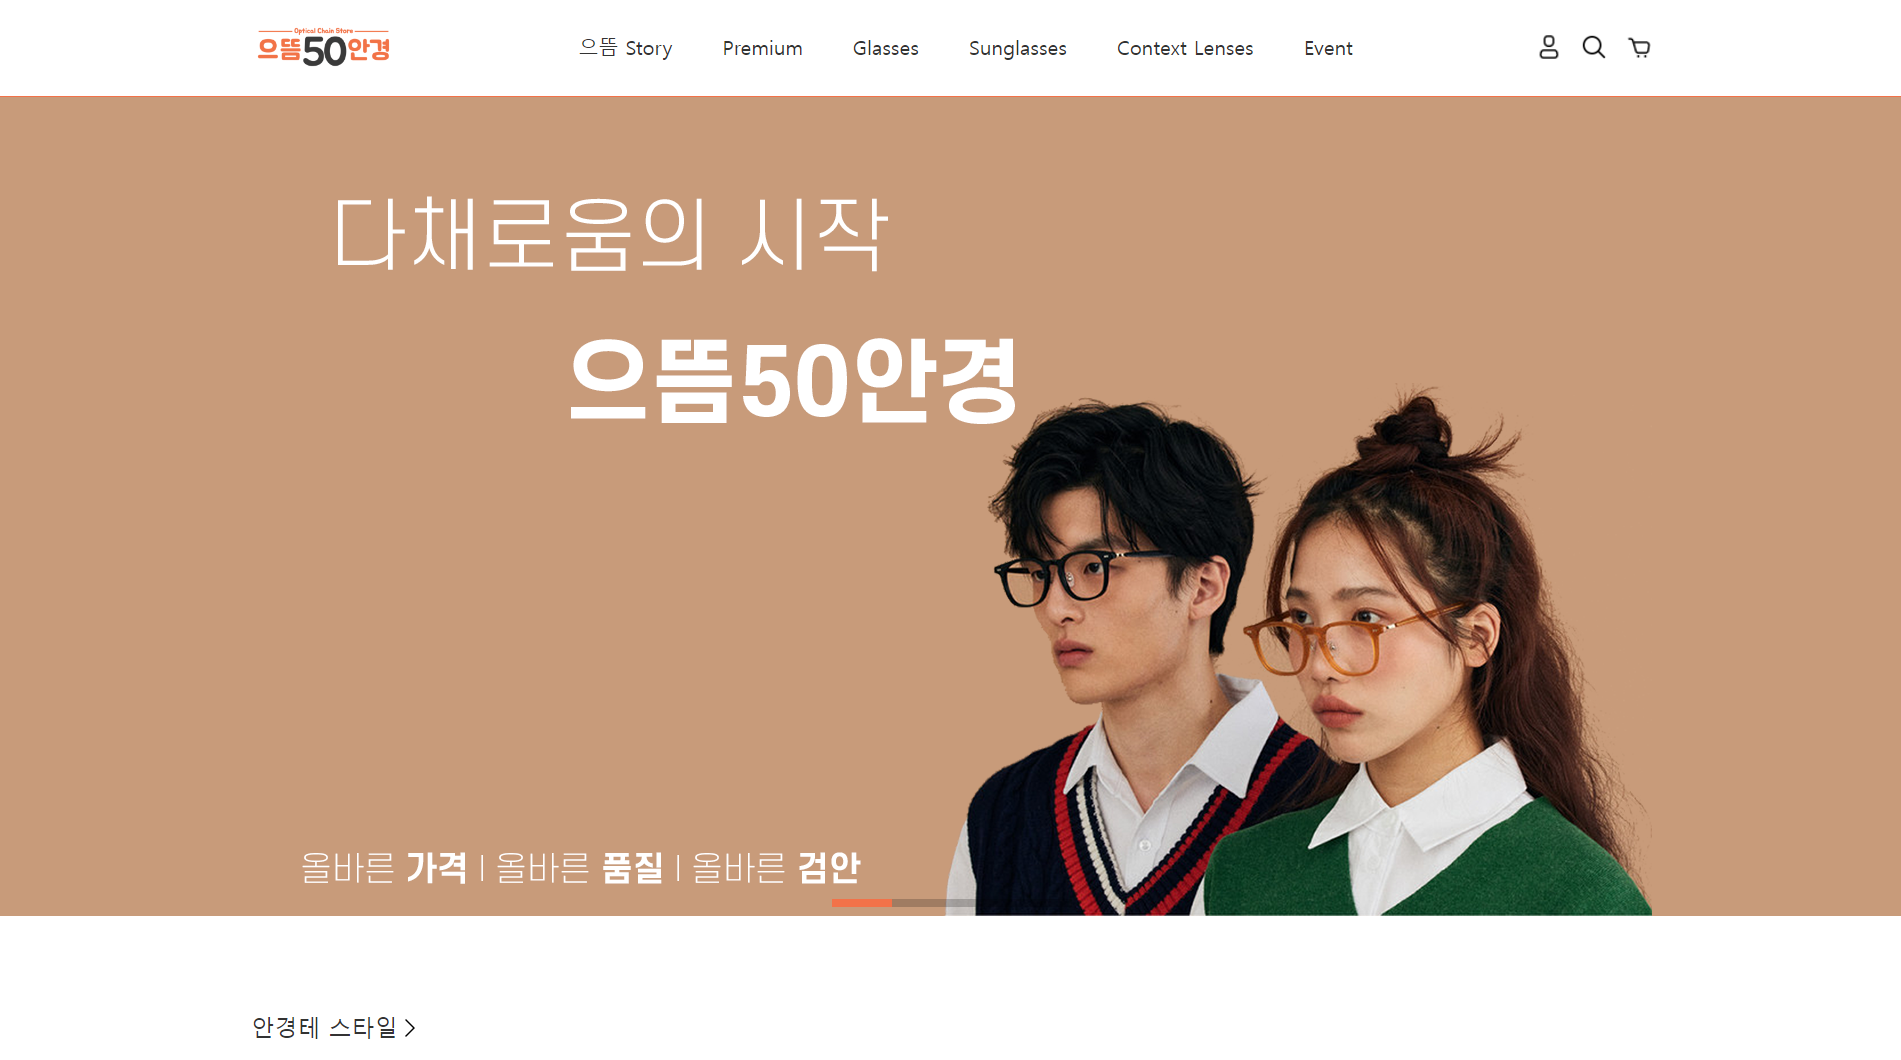 Optical Chain Store
으뜸50안경
으뜸 Story Premium Glasses Sunglasses Context Lenses Event
다채로움의 시작
으뜸50안경
올바른 가격 | 올바른 품질 | 올바른 검안
안경테 스타일 >